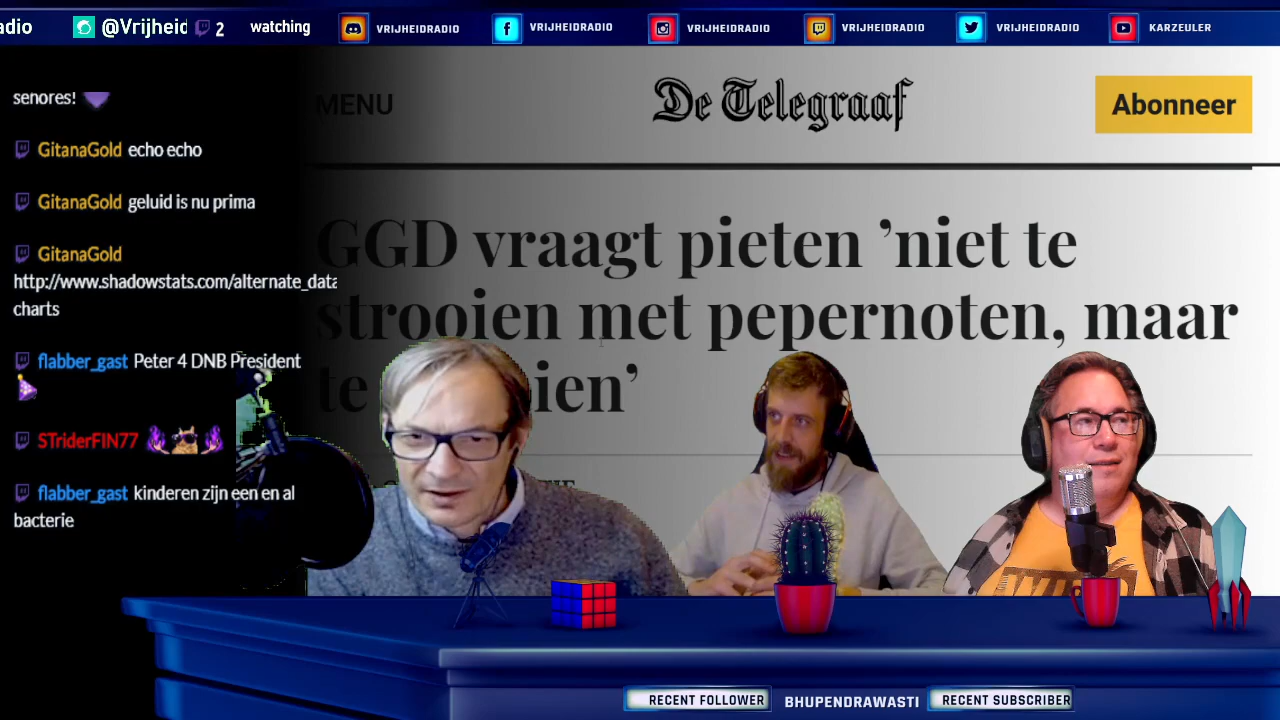 adio
@Vrijheid
2
watching
VRIJHEIDRADIO
VRIJHEIDRADIO
VRIJHEIDRADIO
VRIJHEIDRADIO
VRIJHEIDRADIO
KARZEULER
senores!
GitanaGold echo echo
GitanaGold geluid is nu prima
GitanaGold
http://www.shadowstats.com/alternate_data
charts
flabber_gast Peter 4 DNB President
STriderFIN77
flabber_gast kinderen zijn een en al
bacterie
MENU
De Telegraaf
Abonneer
GGD vraagt pieten ’niet te
strooien met pepernoten, maar
te
ien’
RECENT FOLLOWER
BHUPENDRAWASTI
RECENT SUBSCRIBER